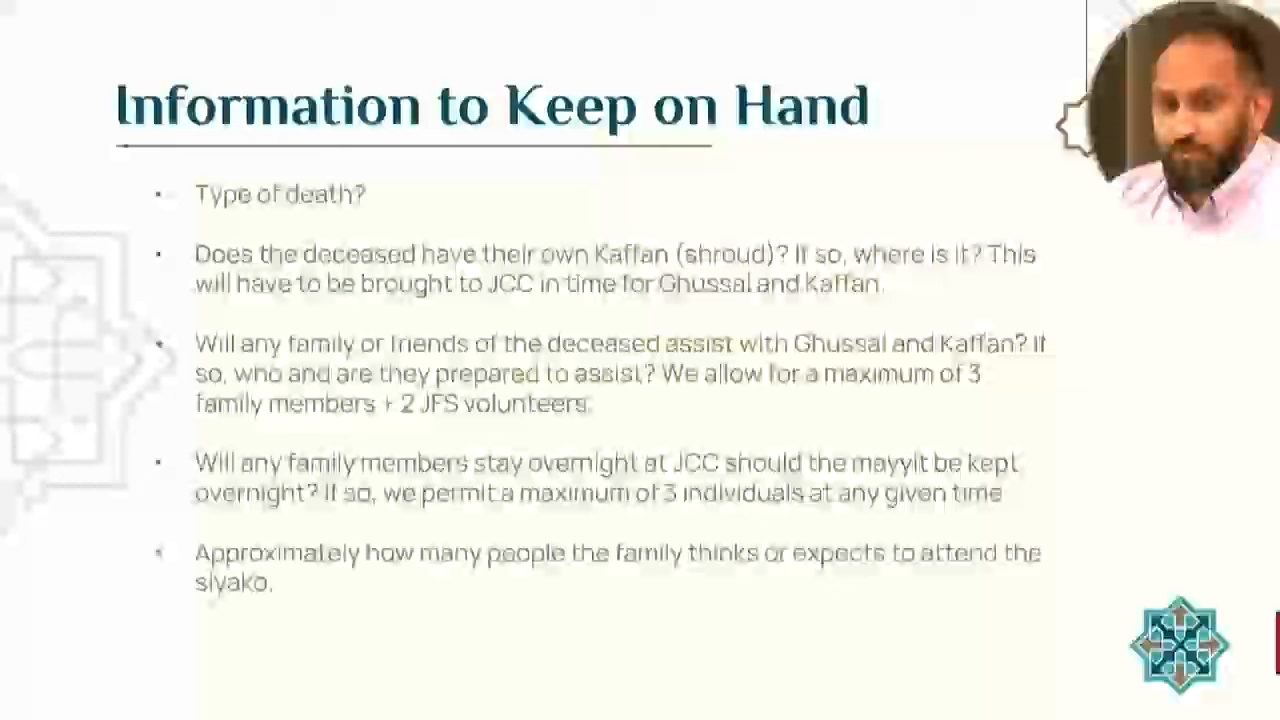 Information to Keep on Hand
• Type of death?
• Does the deceased have their own Kaffan (shroud)? If so, where is it? This
will have to be brought to JCC in time for Ghussal and Kaffan.
• Will any family or friends of the deceased assist with Ghussal and Kaffan? If
so, who and are they prepared to assist? We allow for a maximum of 3
family members + 2 JFS volunteers.
• Will any family members stay overnight at JCC should the mayyit be kept
overnight? If so, we permit a maximum of 3 individuals at any given time
• Approximately how many people the family thinks or expects to attend the
siyako.